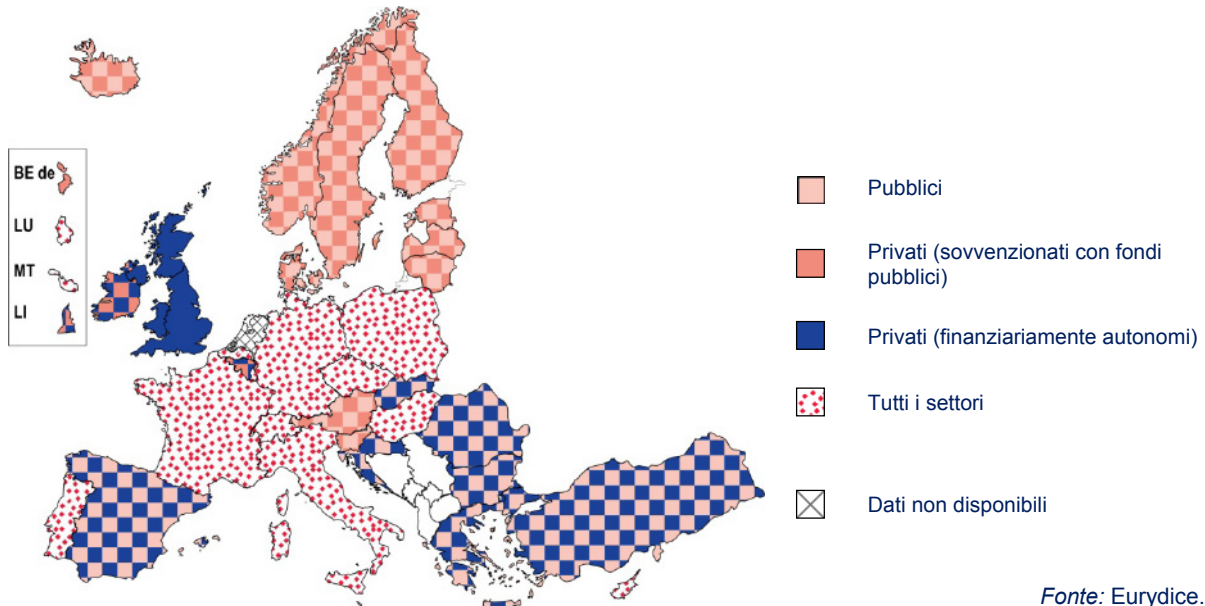 BE de
LU
MT
LI
Pubblici
Privati (sovvenzionati con fondi
pubblici)
Privati (finanziariamente autonomi)
Tutti i settori
Dati non disponibili
Fonte: Eurydice.